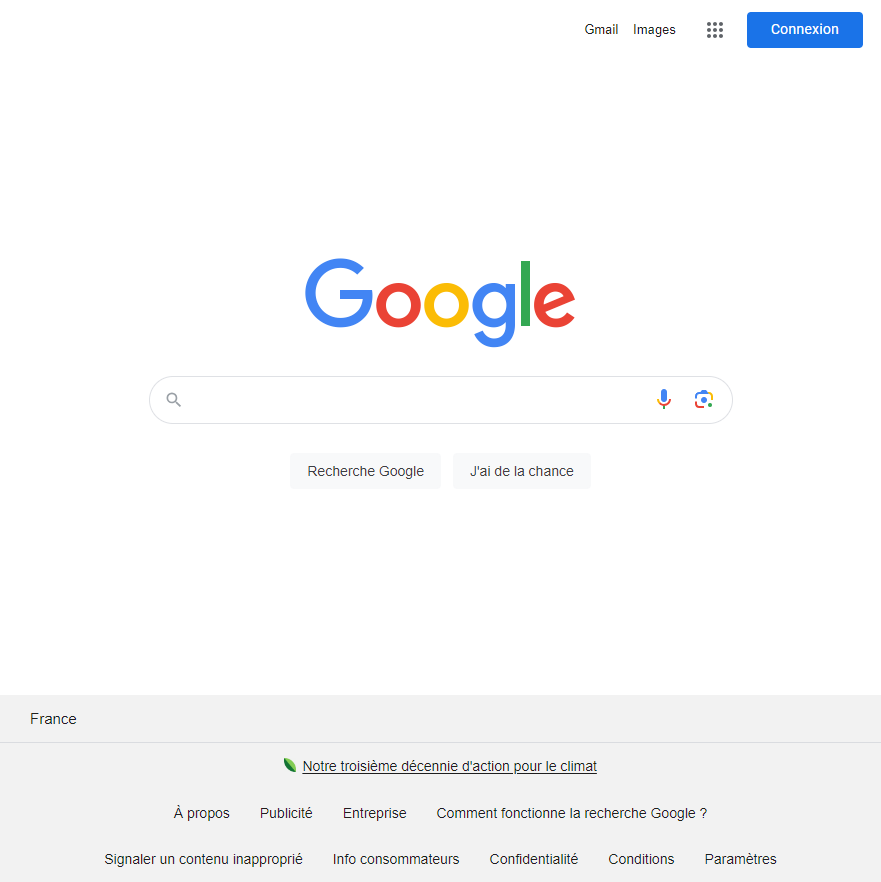 Gmail Images Connexion
Google
Recherche Google J'ai de la chance
France
Notre troisième décennie d'action pour le climat
À propos Publicité Entreprise Comment fonctionne la recherche Google ?
Signaler un contenu inapproprié Info consommateurs Confidentialité Conditions Paramètres